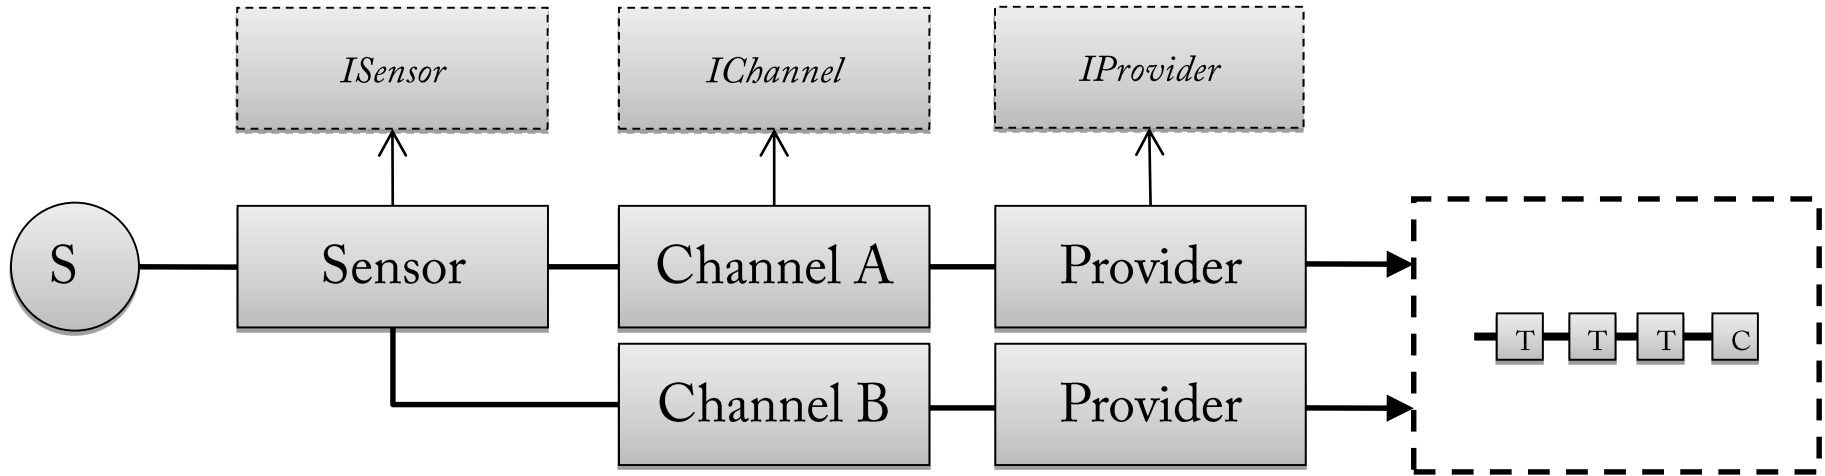 ISensor
IChannel
IProvider
S
Sensor
Channel A
Provider
Channel B
Provider
T
T
T
C